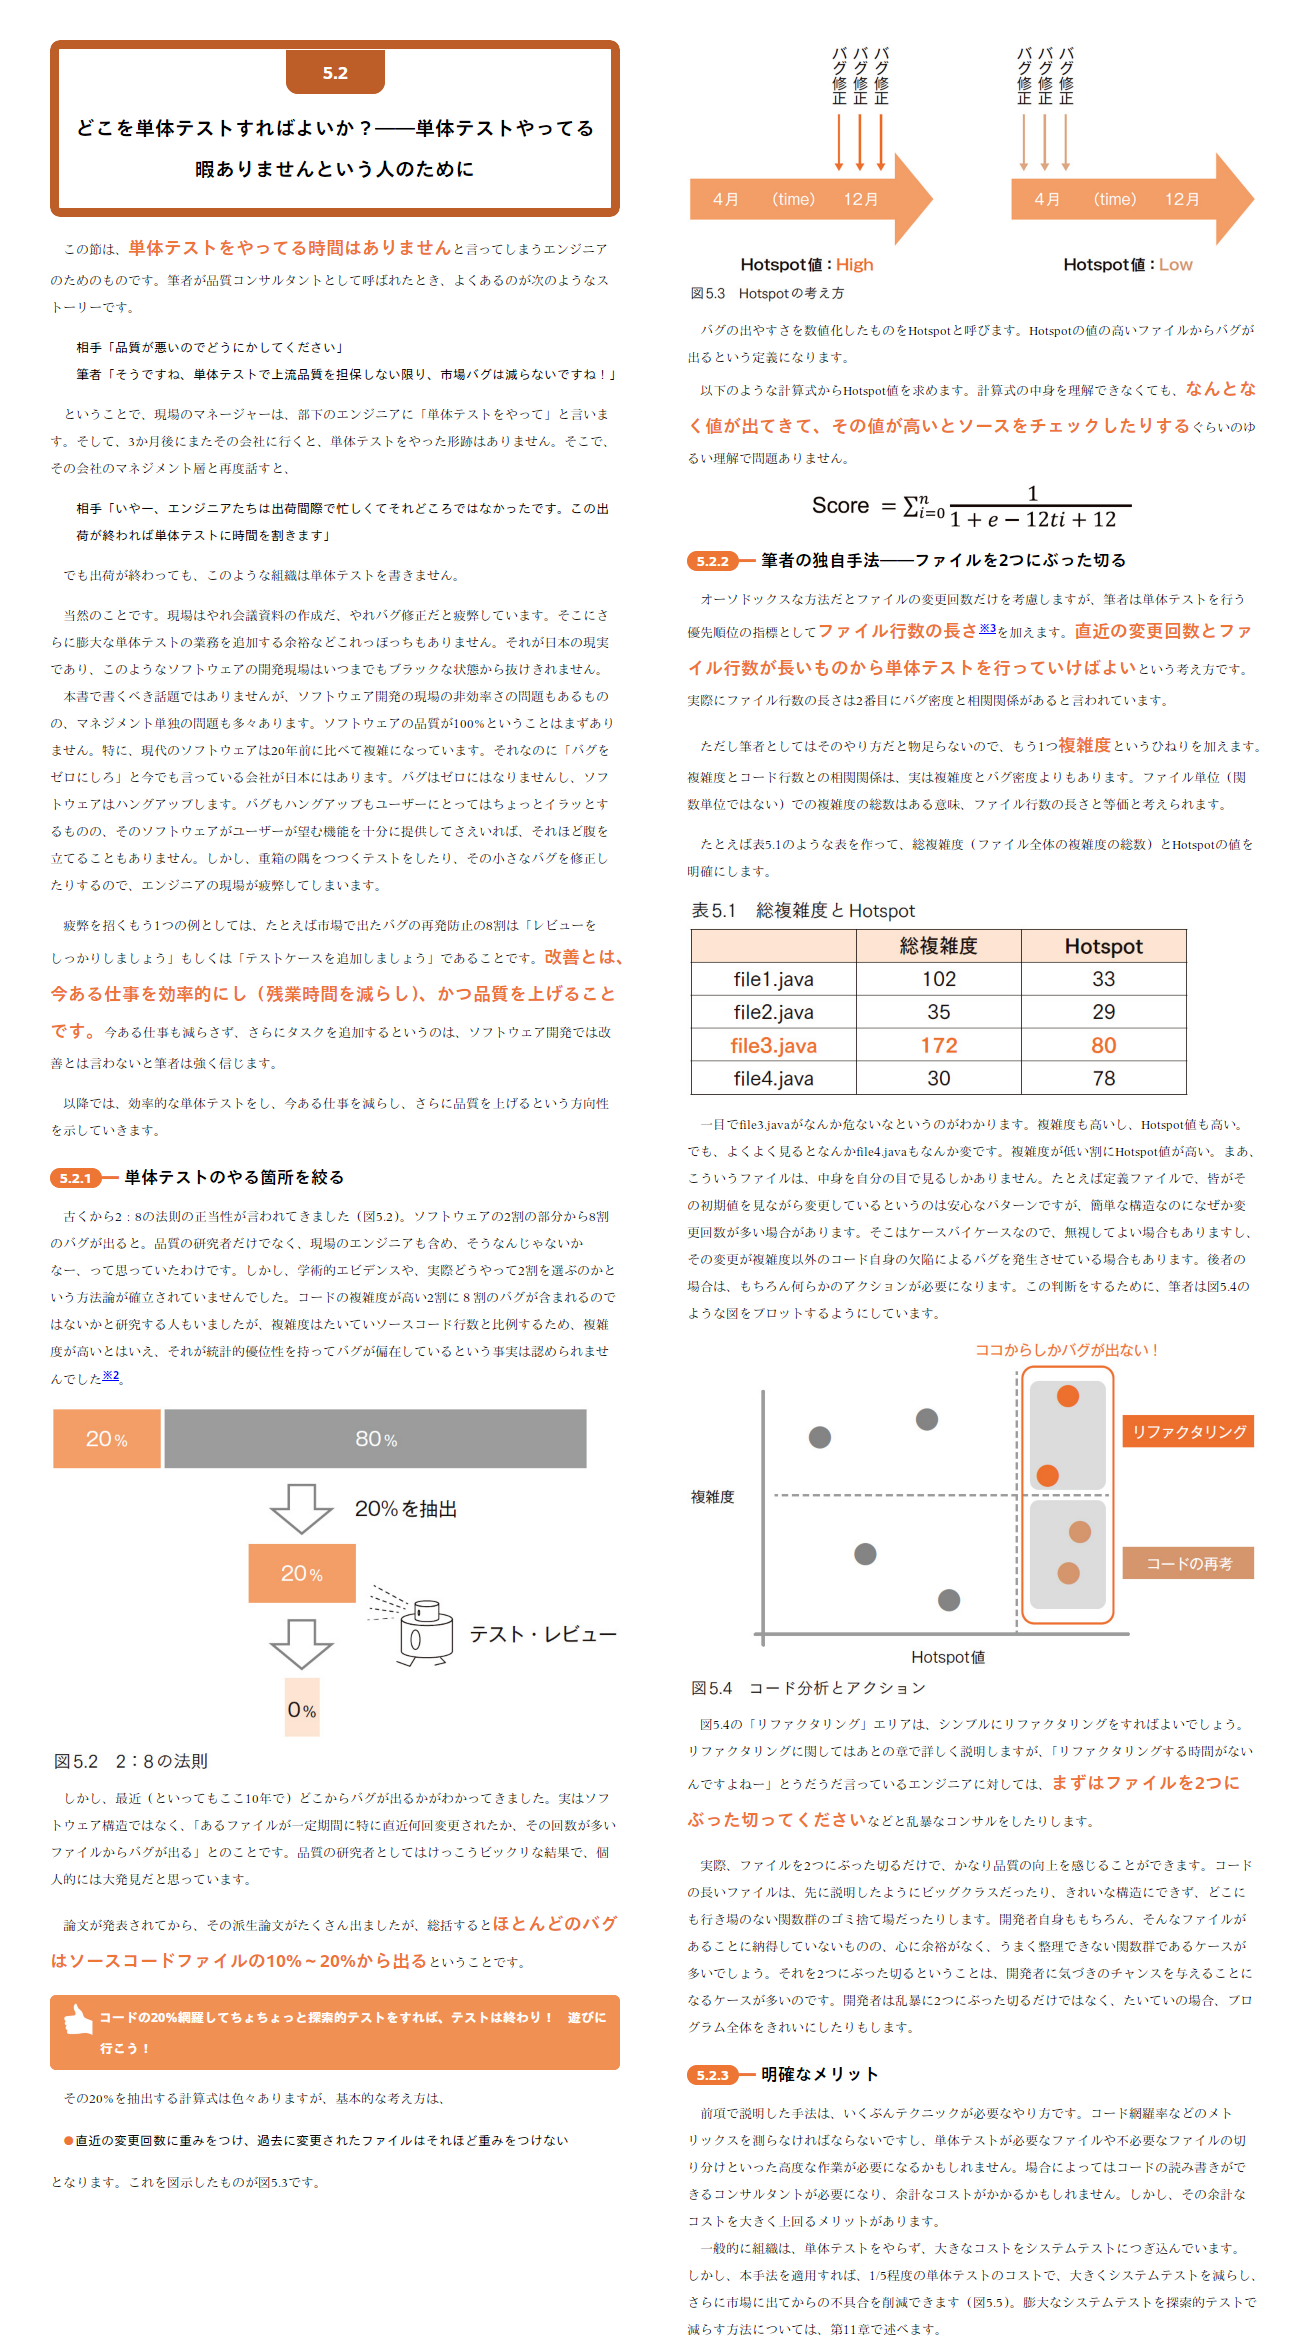 5.2
どこを単体テストすればよいか？――単体テストやってる
暇ありませんという人のために
この節は、単体テストをやってる時間はありませんと言ってしまうエンジニア
のためのものです。筆者が品質コンサルタントとして呼ばれたとき、よくあるのが次のようなス
トーリーです。
相手「品質が悪いのでどうにかしてください」
筆者「そうですね、単体テストで上流品質を担保しない限り、市場バグは減らないですね！」
ということで、現場のマネージャーは、部下のエンジニアに「単体テストをやって」と言いま
す。そして、3か月後にまたその会社に行くと、単体テストをやった形跡はありません。そこで、
その会社のマネジメント層と再度話すと、
相手「いやー、エンジニアたちは出荷間際で忙しくてそれどころではなかったです。この出
荷が終われば単体テストに時間を割きます」
でも出荷が終わっても、このような組織は単体テストを書きません。
当然のことです。現場はやれ会議資料の作成だ、やれバグ修正だと疲弊しています。そこにさ
らに膨大な単体テストの業務を追加する余裕などこれっぽっちもありません。それが日本の現実
であり、このようなソフトウェアの開発現場はいつまでもブラックな状態から抜けきれません。
本書で書くべき話題ではありませんが、ソフトウェア開発の現場の非効率さの問題もあるもの
の、マネジメント単独の問題も多々あります。ソフトウェアの品質が100%ということはまずあり
ません。特に、現代のソフトウェアは20年前に比べて複雑になっています。それなのに「バグを
ゼロにしろ」と今でも言っている会社が日本にはあります。バグはゼロにはなりませんし、ソフ
トウェアはハングアップします。バグもハングアップもユーザーにとってはちょっとイラッとす
るものの、そのソフトウェアがユーザーが望む機能を十分に提供してさえいれば、それほど腹を
立てることもありません。しかし、重箱の隅をつつくテストをしたり、その小さなバグを修正し
たりするので、エンジニアの現場が疲弊してしまいます。
疲弊を招くもう1つの例としては、たとえば市場で出たバグの再発防止の8割は「レビューを
しっかりしましょう」もしくは「テストケースを追加しましょう」であることです。改善とは、
今ある仕事を効率的にし（残業時間を減らし）、かつ品質を上げること
です。今ある仕事も減らさず、さらにタスクを追加するというのは、ソフトウェア開発では改
善とは言わないと筆者は強く信じます。
以降では、効率的な単体テストをし、今ある仕事を減らし、さらに品質を上げるという方向性
を示していきます。
5.2.1 単体テストのやる箇所を絞る
古くから2：8の法則の正当性が言われてきました（図5.2）。ソフトウェアの2割の部分から8割
のバグが出ると。品質の研究者だけでなく、現場のエンジニアも含め、そうなんじゃないか
なー、って思っていたわけです。しかし、学術的エビデンスや、実際どうやって2割を選ぶのかと
いう方法論が確立されていませんでした。コードの複雑度が高い2割に８割のバグが含まれるので
はないかと研究する人もいましたが、複雑度はたいていソースコード行数と比例するため、複雑
度が高いとはいえ、それが統計的優位性を持ってバグが偏在しているという事実は認められませ
んでした※2。
20% 80%
20%を抽出
20%
テスト・レビュー
0%
図5.2 2：8の法則
しかし、最近（といってもここ10年で）どこからバグが出るかがわかってきました。実はソフ
トウェア構造ではなく、「あるファイルが一定期間に特に直近何回変更されたか、その回数が多い
ファイルからバグが出る」とのことです。品質の研究者としてはけっこうビックリな結果で、個
人的には大発見だと思っています。
論文が発表されてから、その派生論文がたくさん出ましたが、総括するとほとんどのバグ
はソースコードファイルの10%～20%から出るということです。
コードの20%網羅してちょちょっと探索的テストをすれば、テストは終わり！　遊びに
行こう！
その20%を抽出する計算式は色々ありますが、基本的な考え方は、
●直近の変更回数に重みをつけ、過去に変更されたファイルはそれほど重みをつけない
となります。これを図示したものが図5.3です。
バグ修正 バグ修正 バグ修正 バグ修正 バグ修正 バグ修正
4月 （time） 12月 4月 （time） 12月
Hotspot値：High Hotspot値：Low
図5.3 Hotspotの考え方
バグの出やすさを数値化したものをHotspotと呼びます。Hotspotの値の高いファイルからバグが
出るという定義になります。
以下のような計算式からHotspot値を求めます。計算式の中身を理解できなくても、なんとな
く値が出てきて、その値が高いとソースをチェックしたりするぐらいのゆ
るい理解で問題ありません。
Score = ∑ⁿᵢ₌₀ 1 / 1 + e − 12ti + 12
5.2.2 筆者の独自手法――ファイルを2つにぶった切る
オーソドックスな方法だとファイルの変更回数だけを考慮しますが、筆者は単体テストを行う
優先順位の指標としてファイル行数の長さ※3を加えます。直近の変更回数とファ
イル行数が長いものから単体テストを行っていけばよいという考え方です。
実際にファイル行数の長さは2番目にバグ密度と相関関係があると言われています。
ただし筆者としてはそのやり方だと物足らないので、もう1つ複雑度というひねりを加えます。
複雑度とコード行数との相関関係は、実は複雑度とバグ密度よりもあります。ファイル単位（関
数単位ではない）での複雑度の総数はある意味、ファイル行数の長さと等価と考えられます。
たとえば表5.1のような表を作って、総複雑度（ファイル全体の複雑度の総数）とHotspotの値を
明確にします。
表5.1 総複雑度とHotspot
総複雑度 Hotspot
file1.java 102 33
file2.java 35 29
file3.java 172 80
file4.java 30 78
一目でfile3.javaがなんか危ないなというのがわかります。複雑度も高いし、Hotspot値も高い。
でも、よくよく見るとなんかfile4.javaもなんか変です。複雑度が低い割にHotspot値が高い。まあ、
こういうファイルは、中身を自分の目で見るしかありません。たとえば定義ファイルで、皆がそ
の初期値を見ながら変更しているというのは安心なパターンですが、簡単な構造なのになぜか変
更回数が多い場合があります。そこはケースバイケースなので、無視してよい場合もありますし、
その変更が複雑度以外のコード自身の欠陥によるバグを発生させている場合もあります。後者の
場合は、もちろん何らかのアクションが必要になります。この判断をするために、筆者は図5.4の
ような図をプロットするようにしています。
ココからしかバグが出ない！
リファクタリング
複雑度
コードの再考
Hotspot値
図5.4 コード分析とアクション
図5.4の「リファクタリング」エリアは、シンプルにリファクタリングをすればよいでしょう。
リファクタリングに関してはあとの章で詳しく説明しますが、「リファクタリングする時間がない
んですよねー」とうだうだ言っているエンジニアに対しては、まずはファイルを2つに
ぶった切ってくださいなどと乱暴なコンサルをしたりします。
実際、ファイルを2つにぶった切るだけで、かなり品質の向上を感じることができます。コード
の長いファイルは、先に説明したようにビッグクラスだったり、きれいな構造にできず、どこに
も行き場のない関数群のゴミ捨て場だったりします。開発者自身ももちろん、そんなファイルが
あることに納得していないものの、心に余裕がなく、うまく整理できない関数群であるケースが
多いでしょう。それを2つにぶった切るということは、開発者に気づきのチャンスを与えることに
なるケースが多いのです。開発者は乱暴に2つにぶった切るだけではなく、たいていの場合、プロ
グラム全体をきれいにしたりもします。
5.2.3 明確なメリット
前項で説明した手法は、いくぶんテクニックが必要なやり方です。コード網羅率などのメト
リックスを測らなければならないですし、単体テストが必要なファイルや不必要なファイルの切
り分けといった高度な作業が必要になるかもしれません。場合によってはコードの読み書きがで
きるコンサルタントが必要になり、余計なコストがかかるかもしれません。しかし、その余計な
コストを大きく上回るメリットがあります。
一般的に組織は、単体テストをやらず、大きなコストをシステムテストにつぎ込んでいます。
しかし、本手法を適用すれば、1/5程度の単体テストのコストで、大きくシステムテストを減らし、
さらに市場に出てからの不具合を削減できます（図5.5）。膨大なシステムテストを探索的テストで
減らす方法については、第11章で述べます。